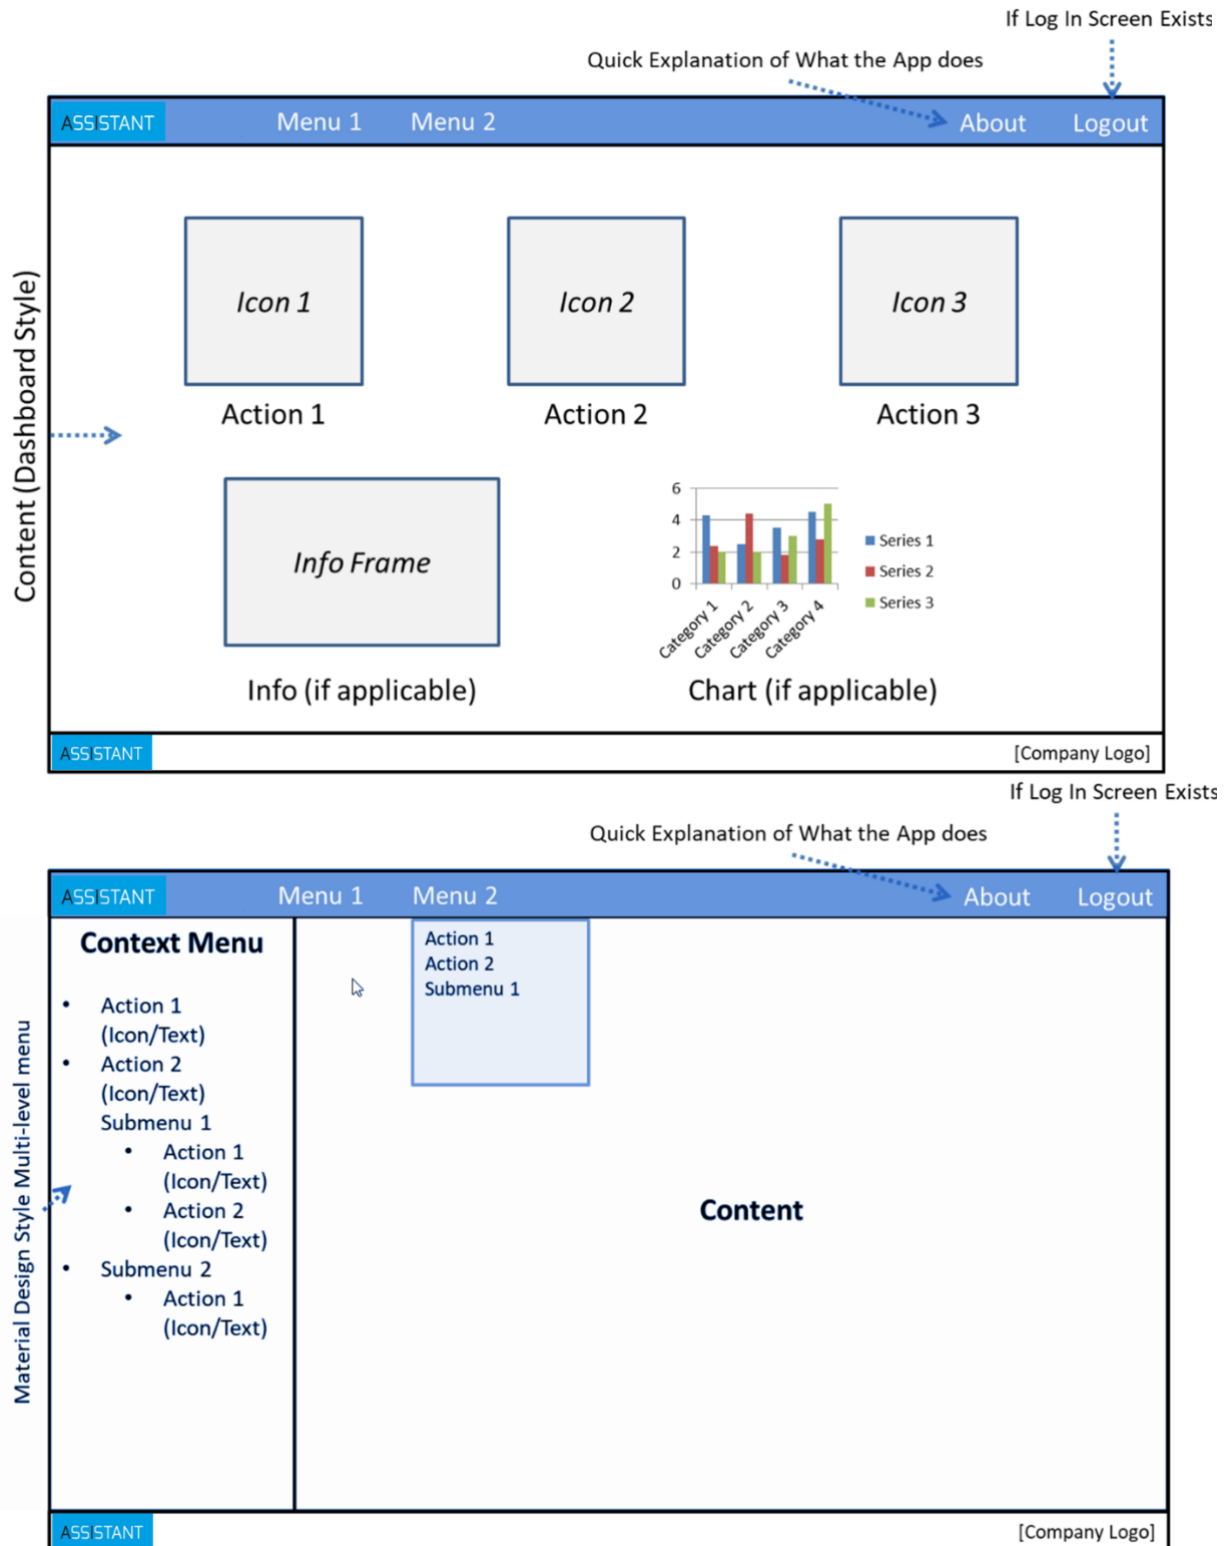 If Log In Screen Exists
Quick Explanation of What the App does
ASSISTANT Menu 1 Menu 2 About Logout
Content (Dashboard Style)
Icon 1 Icon 2 Icon 3
Action 1 Action 2 Action 3
Info Frame
6
4
2
0
Category 1 Category 2 Category 3 Category 4
Series 1
Series 2
Series 3
Info (if applicable) Chart (if applicable)
ASSISTANT [Company Logo]
If Log In Screen Exists
Quick Explanation of What the App does
ASSISTANT Menu 1 Menu 2 About Logout
Material Design Style Multi-level menu
Context Menu
• Action 1
(Icon/Text)
• Action 2
(Icon/Text)
Submenu 1
• Action 1
(Icon/Text)
• Action 2
(Icon/Text)
• Submenu 2
• Action 1
(Icon/Text)
Action 1
Action 2
Submenu 1
Content
ASSISTANT [Company Logo]